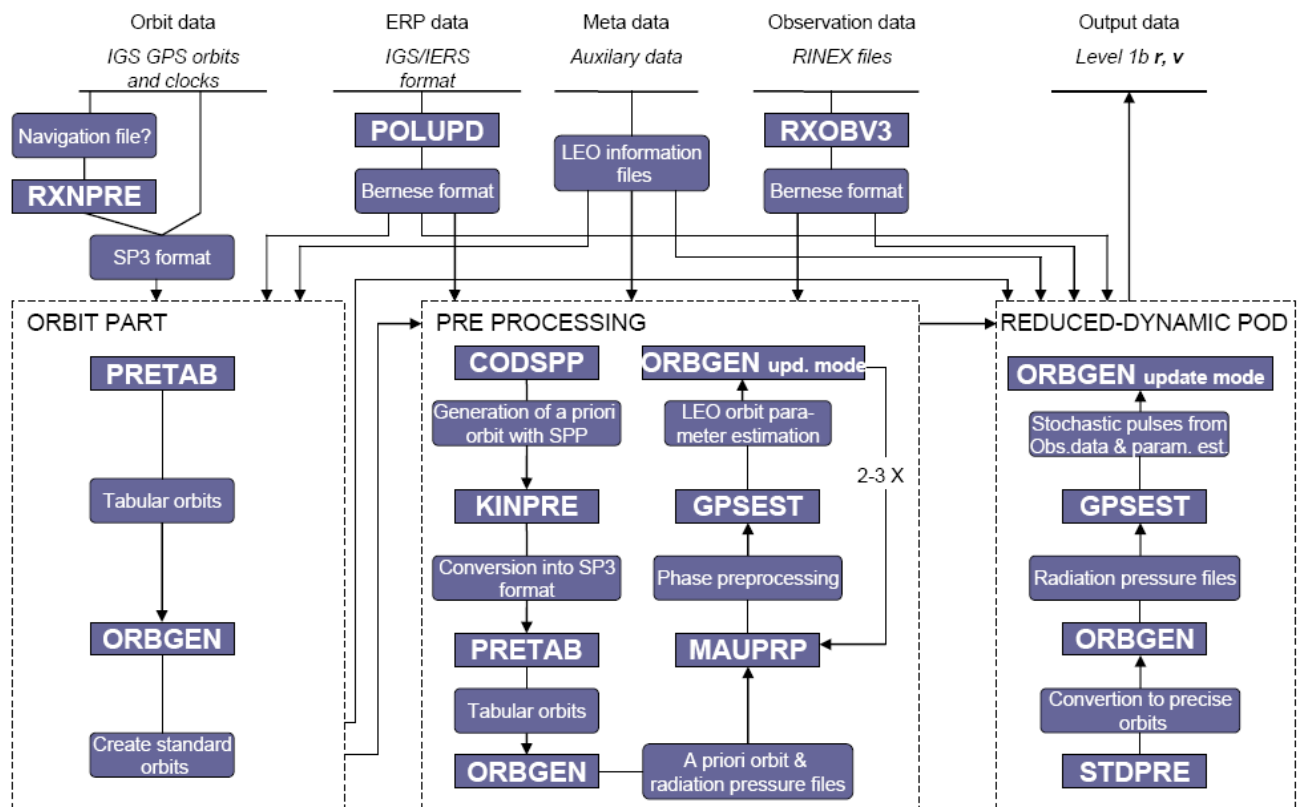 Orbit data
IGS GPS orbits
and clocks
ERP data
IGS/IERS
format
Meta data
Auxilary data
Observation data
RINEX files
Output data
Level 1b r, v
Navigation file?
RXNPRE
SP3 format
POLUPD
Bernese format
LEO information
files
RXOBV3
Bernese format
ORBIT PART
PRETAB
Tabular orbits
ORBGEN
Create standard
orbits
PRE PROCESSING
CODSPP
Generation of a priori
orbit with SPP
KINPRE
Conversion into SP3
format
PRETAB
Tabular orbits
ORBGEN
ORBGEN upd. mode
LEO orbit para-
meter estimation
GPSEST
Phase preprocessing
MAUPRP
A priori orbit &
radiation pressure files
2-3 X
REDUCED-DYNAMIC POD
ORBGEN update mode
Stochastic pulses from
Obs.data & param. est.
GPSEST
Radiation pressure files
ORBGEN
Convertion to precise
orbits
STDPRE